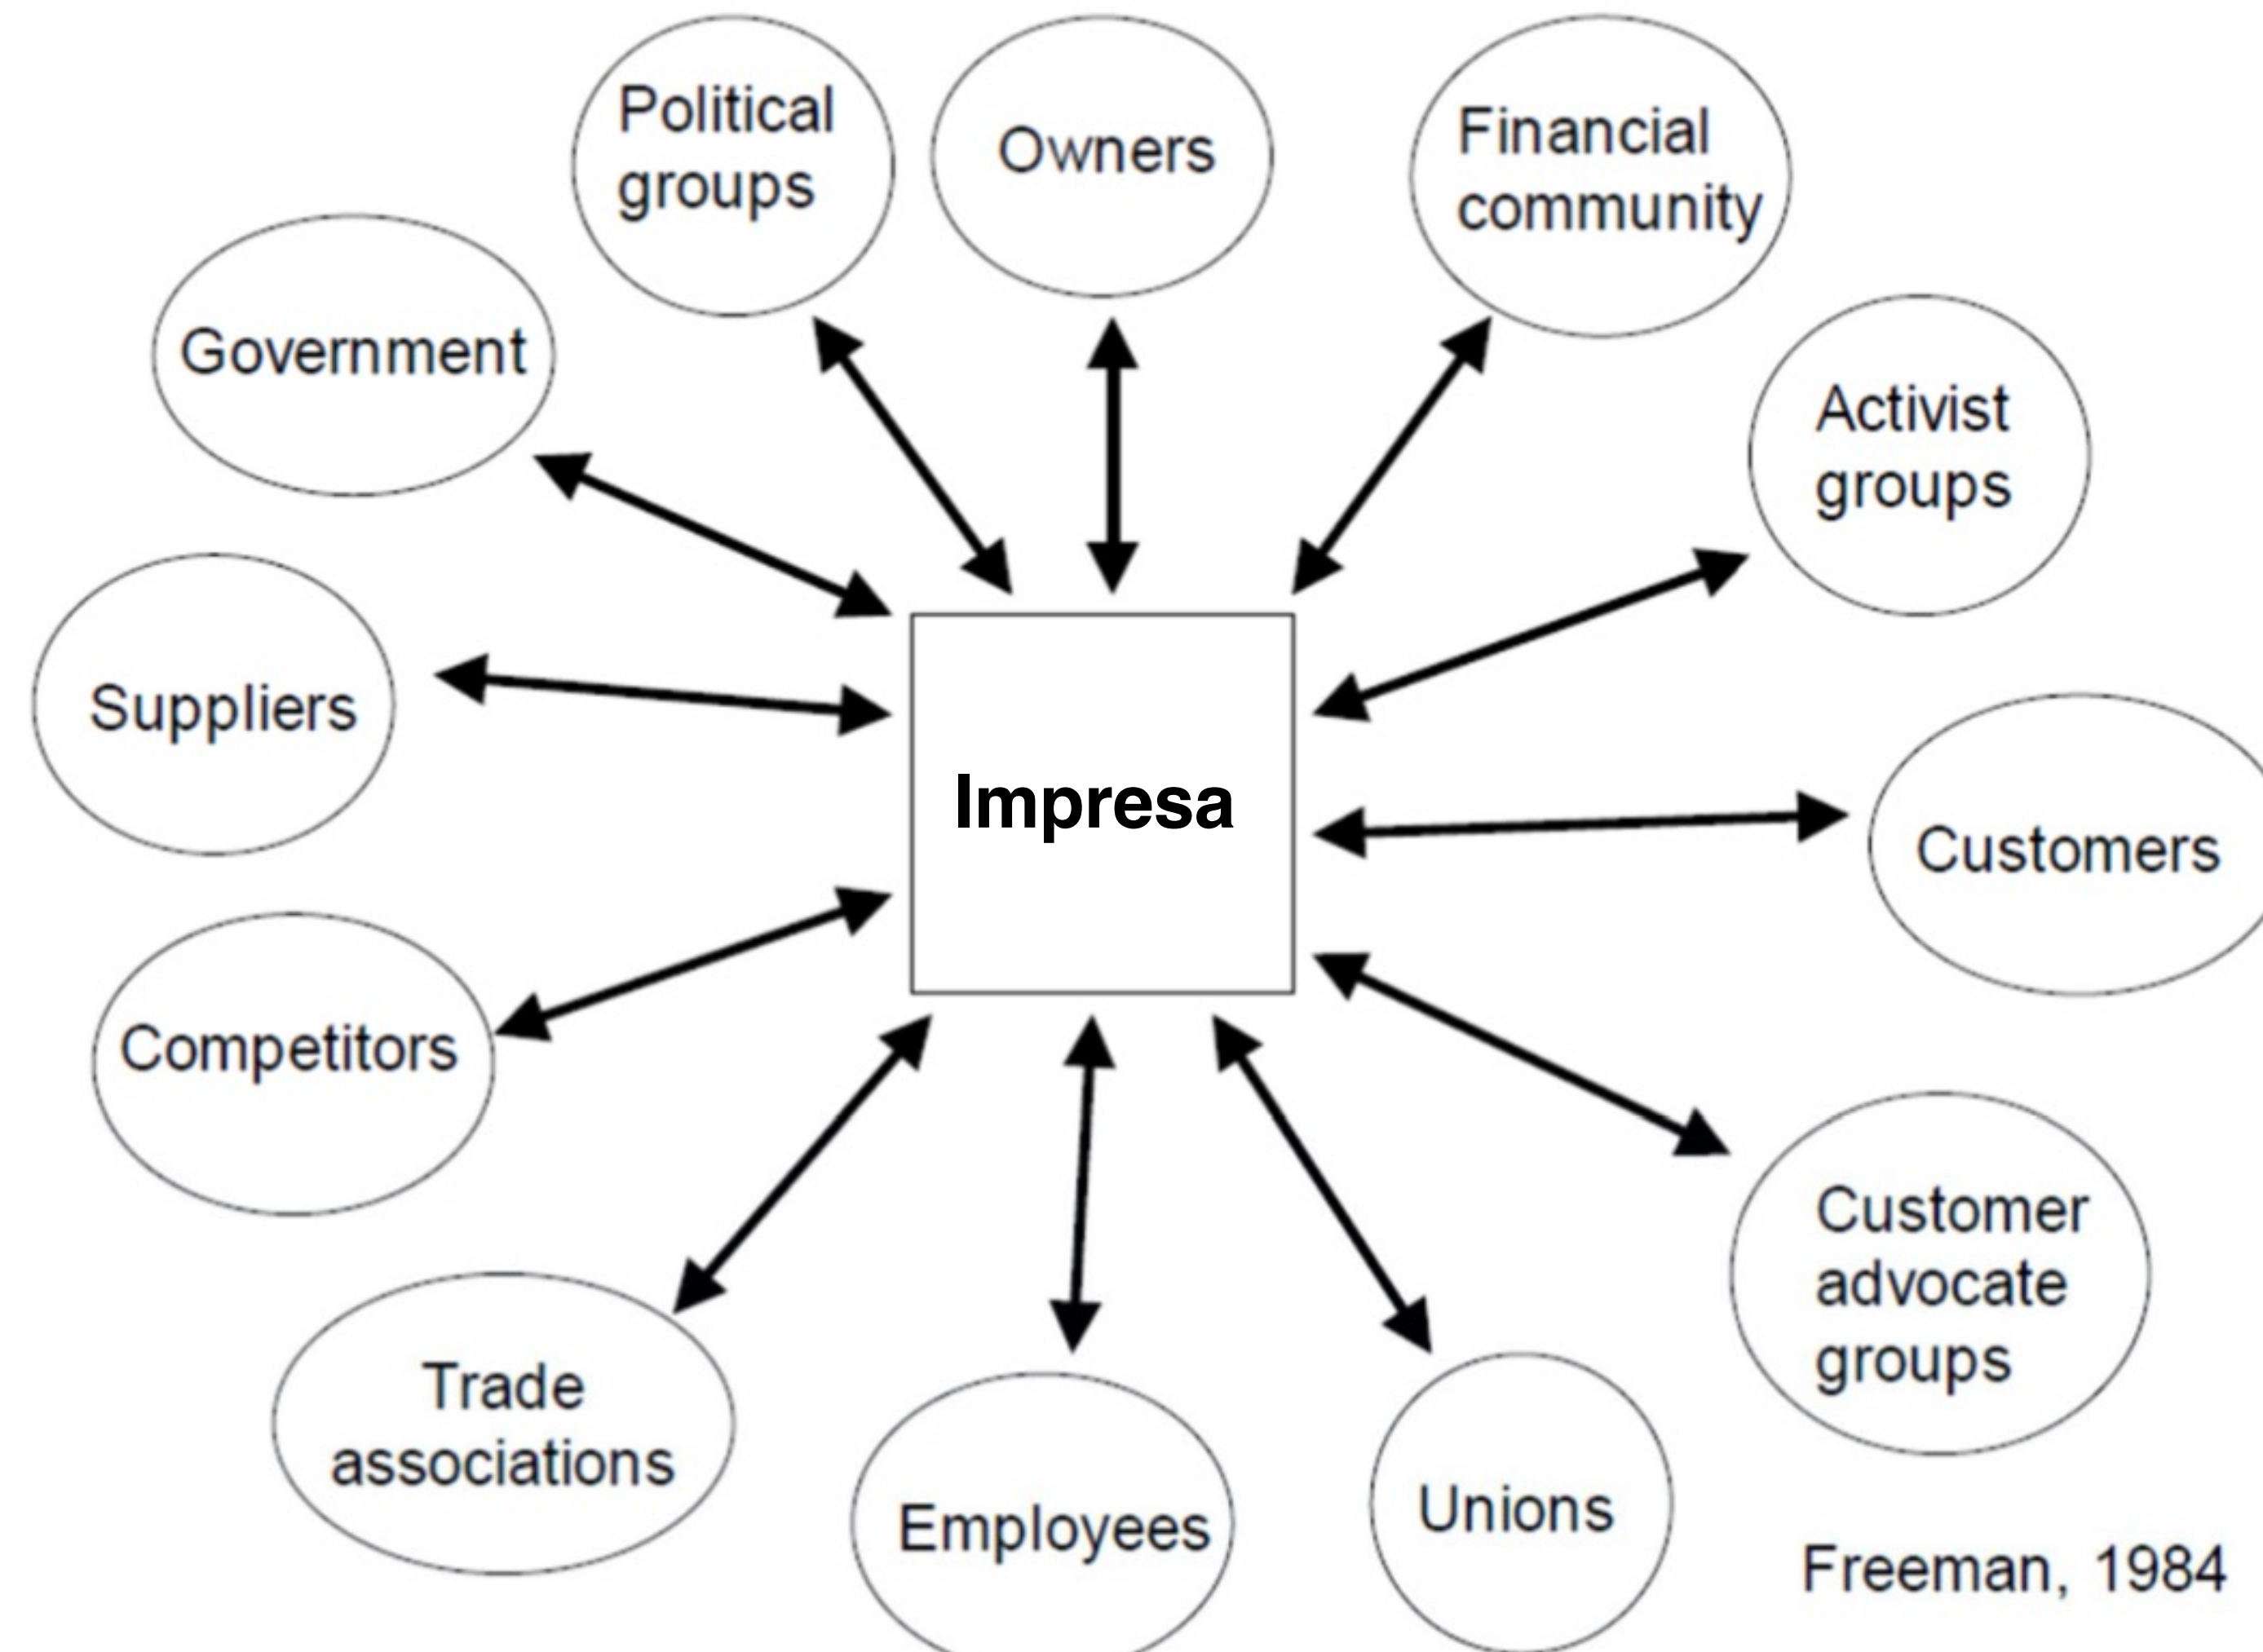 Political
groups
Owners
Financial
community
Government
Activist
groups
Suppliers
Impresa
Customers
Competitors
Customer
advocate
groups
Trade
associations
Employees
Unions
Freeman, 1984